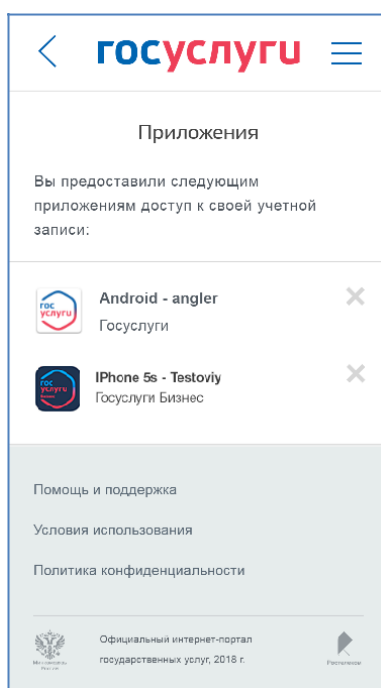 госуслуги
Приложения
Вы предоставили следующим
приложениям доступ к своей учетной
записи:
гос
услуги
Android - angler
Госуслуги
гос
услуги
IPhone 5s - Testoviy
Госуслуги Бизнес
Помощь и поддержка
Условия использования
Политика конфиденциальности
Официальный интернет-портал
государственных услуг, 2018 г.
Ростелеком